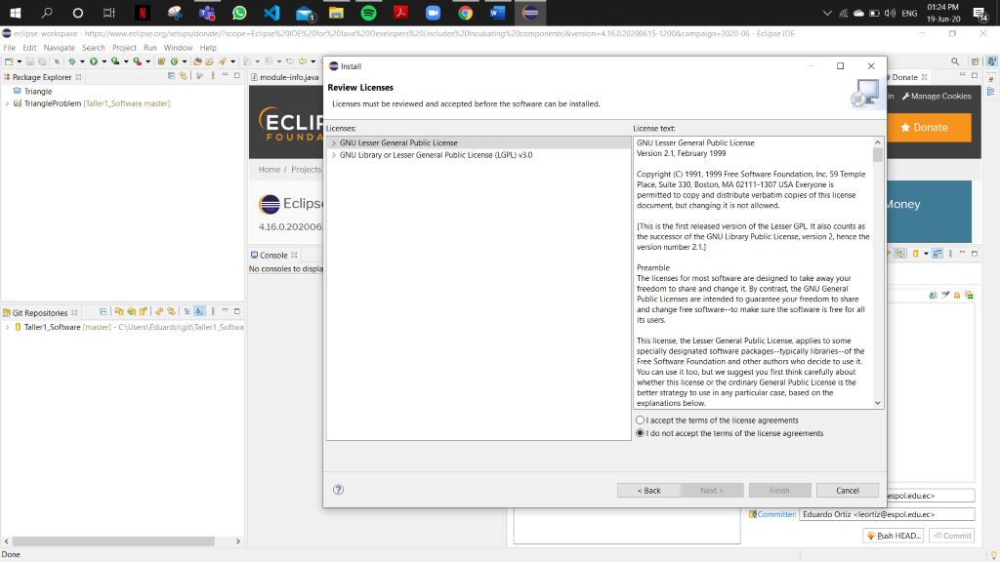 01:24 PM
ENG
19-Jun-20
14
1
eclipse-workspace - https://www.eclipse.org/setups/donate/?scope=Eclipse%20IDE%20for%20Java%20Developers%20(includes%20Incubating%20components)&version=4.16.0.20200615-1200&campaign=2020-06 - Eclipse IDE
File Edit Navigate Search Project Run Window Help
Package Explorer
module-info.java
Donate
Triangle
TriangleProblem [Taller1_Software master]
in
Manage Cookies
ECLIP
FOUNDA
Donate
Home / Projects
Eclipse
4.16.0.202006
Money
Console
No consoles to displa
Git Repositories
Taller1_Software [master] - C:\Users\Eduardo\git\Taller1_Softwa
Install
Review Licenses
Licenses must be reviewed and accepted before the software can be installed.
Licenses:
GNU Lesser General Public License
GNU Library or Lesser General Public License (LGPL) v3.0
License text:
GNU Lesser General Public License
Version 2.1, February 1999
Copyright (C) 1991, 1999 Free Software Foundation, Inc. 59 Temple
Place, Suite 330, Boston, MA 02111-1307 USA Everyone is
permitted to copy and distribute verbatim copies of this license
document, but changing it is not allowed.
[This is the first released version of the Lesser GPL. It also counts as
the successor of the GNU Library Public License, version 2, hence the
version number 2.1.]
Preamble
The licenses for most software are designed to take away your
freedom to share and change it. By contrast, the GNU General
Public Licenses are intended to guarantee your freedom to share
and change free software--to make sure the software is free for all
its users.
This license, the Lesser General Public License, applies to some
specially designated software packages--typically libraries--of the
Free Software Foundation and other authors who decide to use it.
You can use it too, but we suggest you first think carefully about
whether this license or the ordinary General Public License is the
better strategy to use in any particular case, based on the
explanations below.
I accept the terms of the license agreements
I do not accept the terms of the license agreements
< Back
Next >
Finish
Cancel
espol.edu.ec>
Committer: Eduardo Ortiz <leortiz@espol.edu.ec>
Push HEAD...
Commit
Done